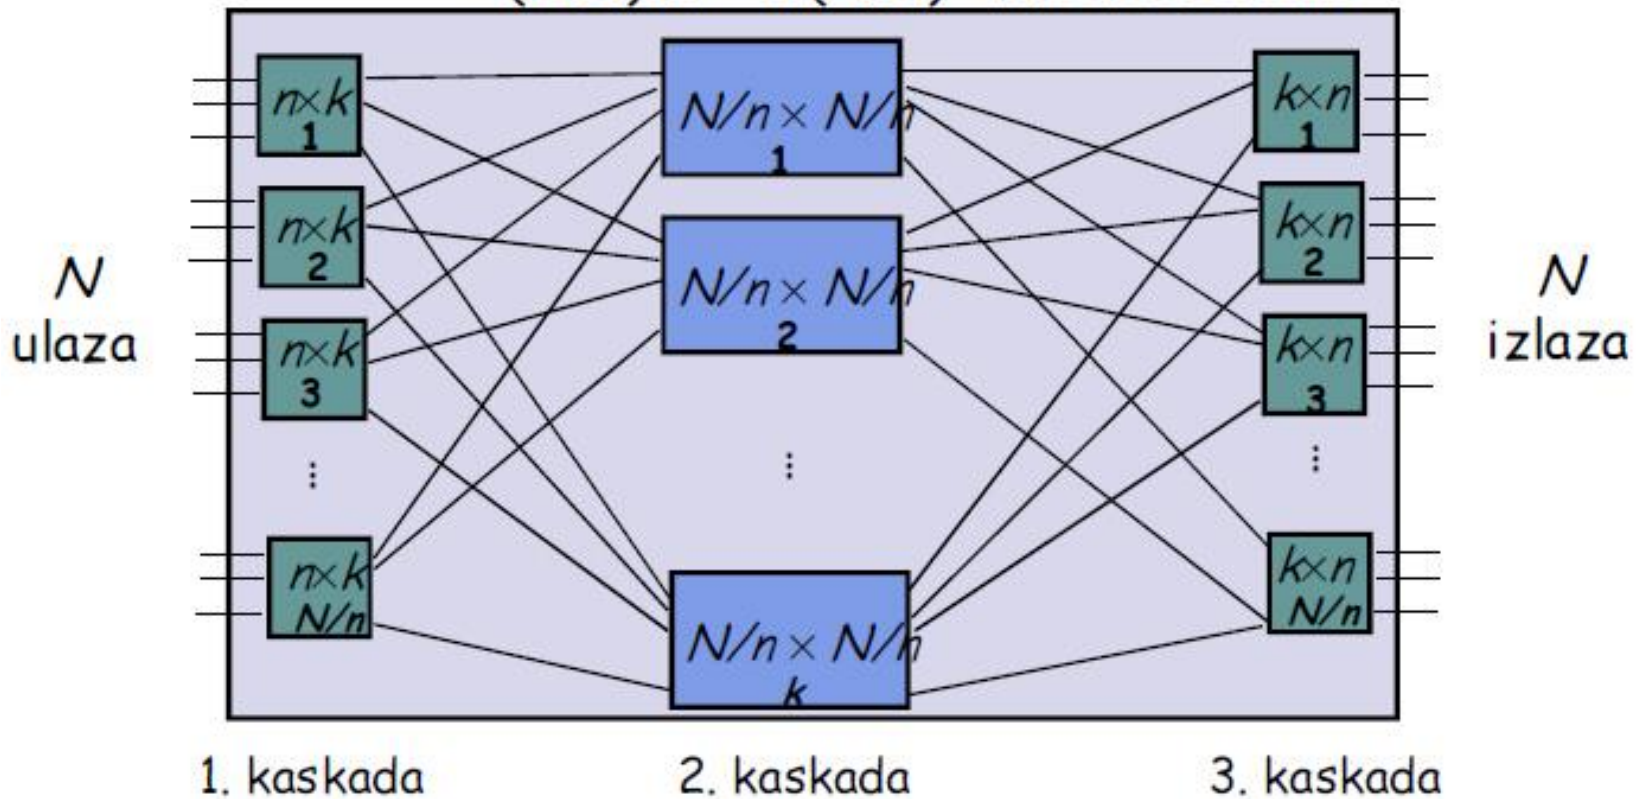 n×k
1
n×k
2
n×k
3
⋮
n×k
N/n
N
ulaza
N/n × N/n
1
N/n × N/n
2
⋮
N/n × N/n
k
k×n
1
k×n
2
k×n
3
⋮
k×n
N/n
N
izlaza
1. kaskada
2. kaskada
3. kaskada